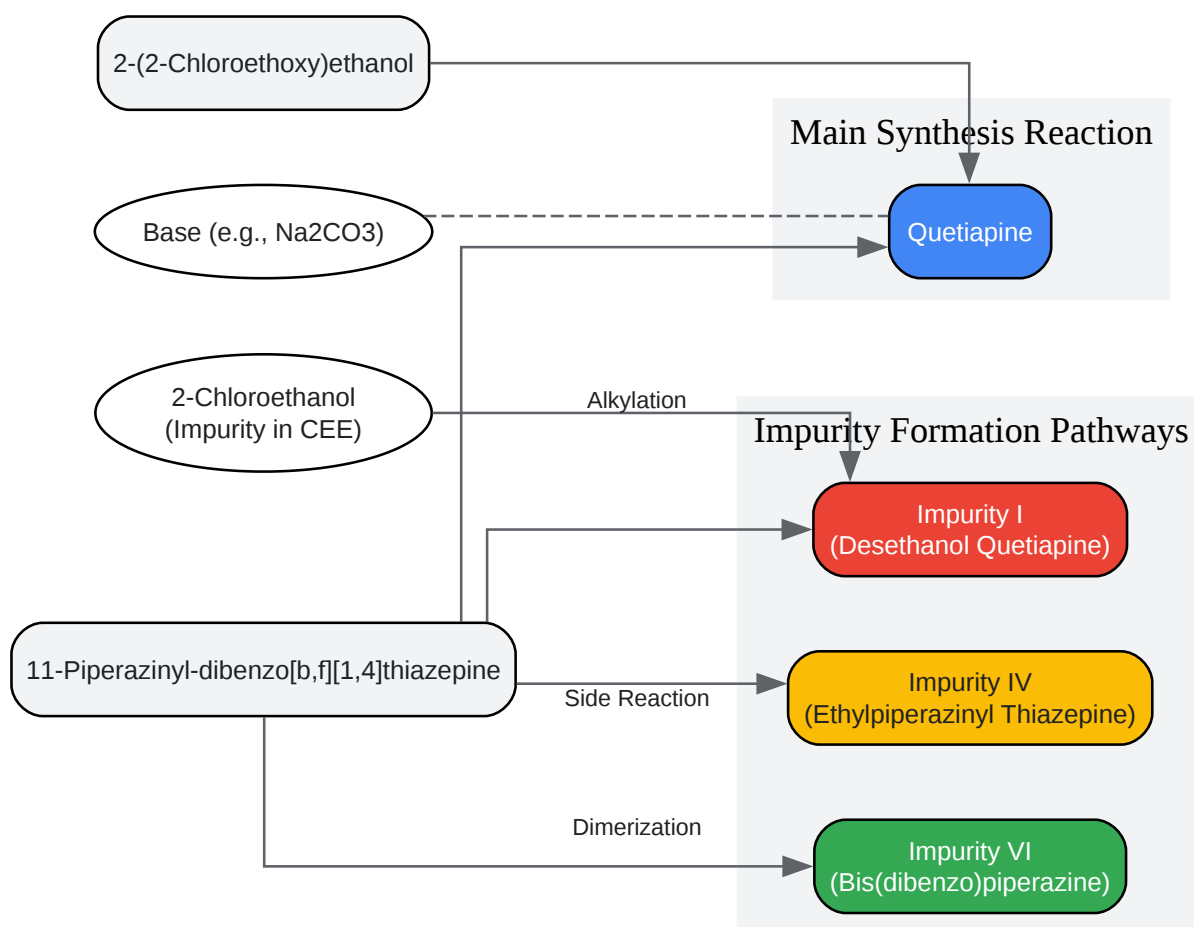 2-(2-Chloroethoxy)ethanol
Main Synthesis Reaction
Base (e.g., Na2CO3)
Quetiapine
2-Chloroethanol
(Impurity in CEE)
Alkylation
Impurity Formation Pathways
Impurity I
(Desethanol Quetiapine)
11-Piperazinyl-dibenzo[b,f][1,4]thiazepine
Side Reaction
Impurity IV
(Ethylpiperazinyl Thiazepine)
Dimerization
Impurity VI
(Bis(dibenzo)piperazine)